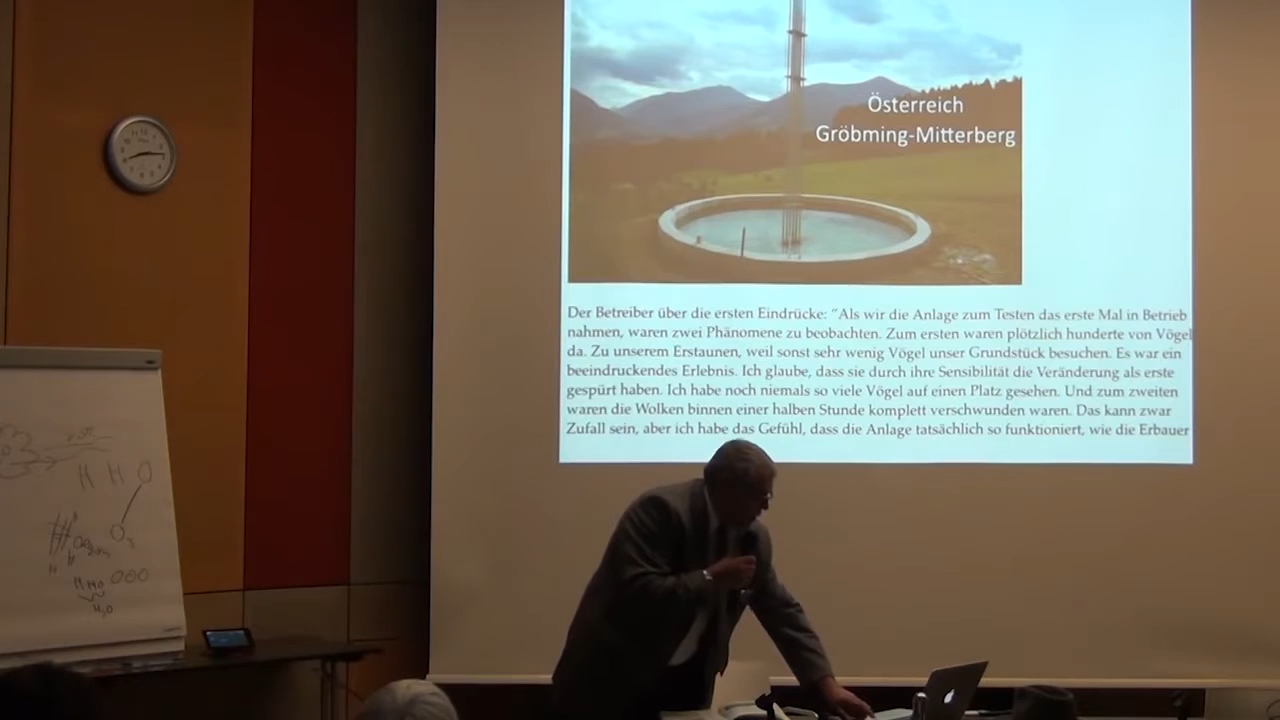 Österreich
Gröbming-Mitterberg
Der Betreiber über die ersten Eindrücke: "Als wir die Anlage zum Testen das erste Mal in Betrieb
nahmen, waren zwei Phänomene zu beobachten. Zum ersten waren plötzlich hunderte von Vögel
da. Zu unserem Erstaunen, weil sonst sehr wenig Vögel unser Grundstück besuchen. Es war ein
beeindruckendes Erlebnis. Ich glaube, dass sie durch ihre Sensibilität die Veränderung als erste
gespürt haben. Ich habe noch niemals so viele Vögel auf einen Platz gesehen. Und zum zweiten
waren die Wolken binnen einer halben Stunde komplett verschwunden waren. Das kann zwar
Zufall sein, aber ich habe das Gefühl, dass die Anlage tatsächlich so funktioniert, wie die Erbauer
H H O
O
H HO OOO
H2O